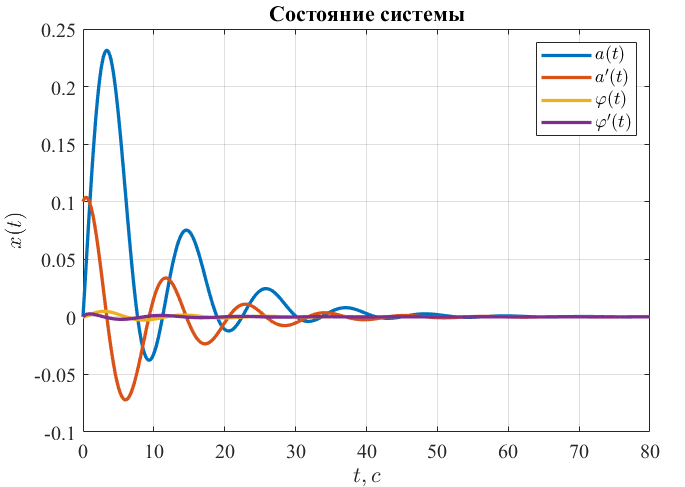 Состояние системы
0.25
0.2
0.15
0.1
0.05
0
-0.05
-0.1
x(t)
a(t)
a′(t)
φ(t)
φ′(t)
0 10 20 30 40 50 60 70 80
t, c